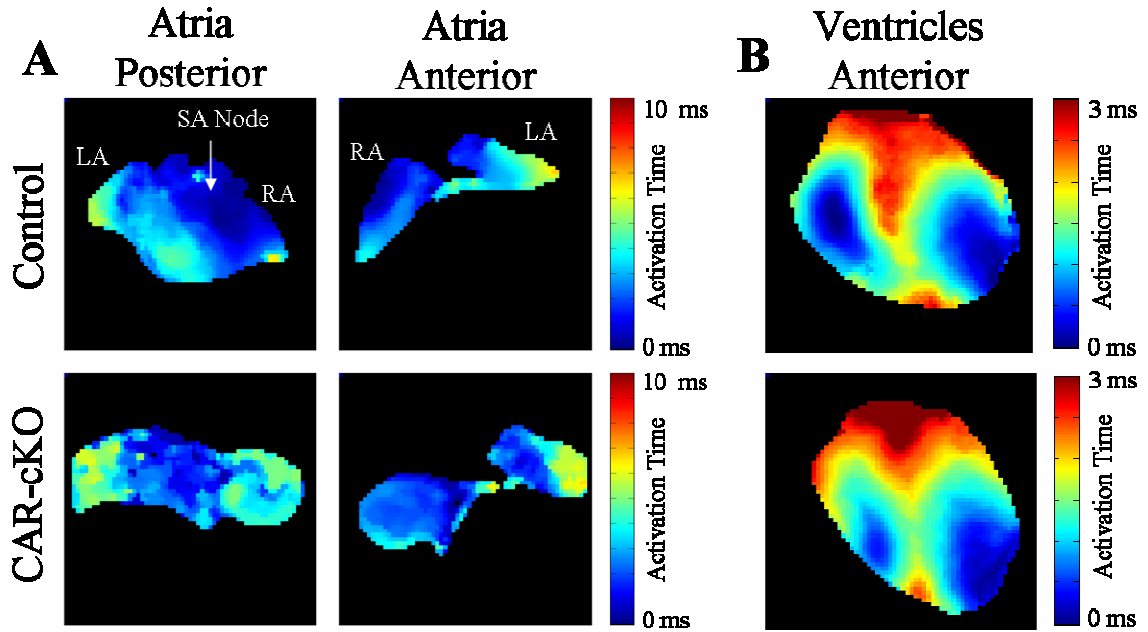 A
Atria
Posterior
Atria
Anterior
B
Ventricles
Anterior
Control
LA
SA Node
RA
RA
LA
10 ms
Activation Time
0 ms
3 ms
Activation Time
0 ms
CAR-cKO
10 ms
Activation Time
0 ms
3 ms
Activation Time
0 ms